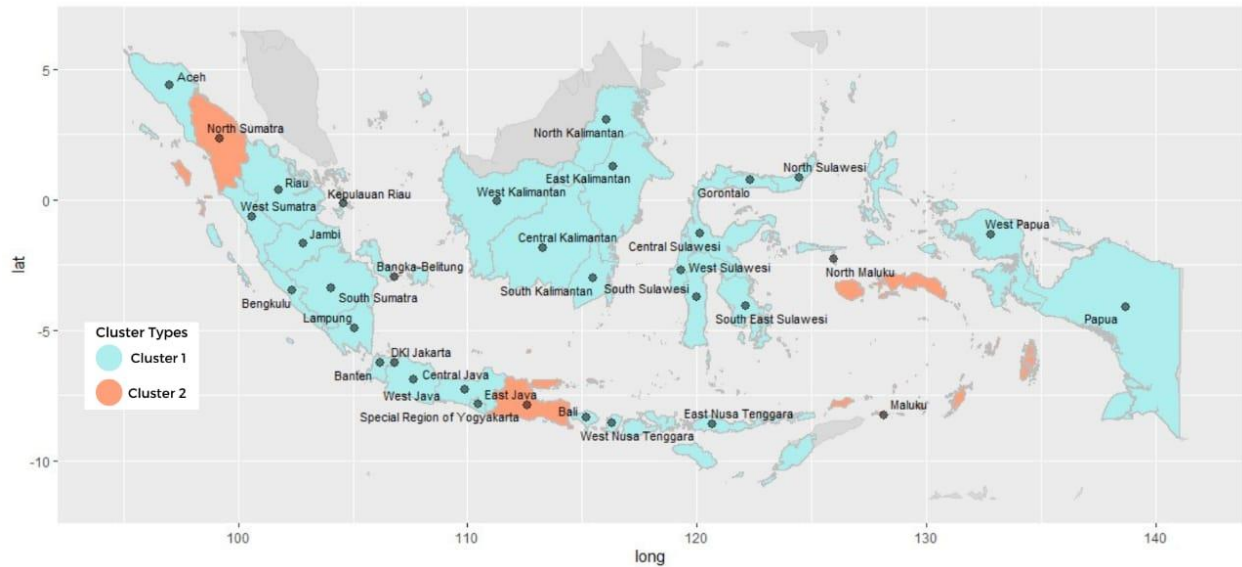 5
0
-5
-10
lat
Aceh
North Sumatra
North Kalimantan
Riau
Kepulauan Riau
West Sumatra
Jambi
Bangka-Belitung
Bengkulu
South Sumatra
Lampung
East Kalimantan
West Kalimantan
Central Kalimantan
South Kalimantan
North Sulawesi
Gorontalo
Central Sulawesi
West Sulawesi
South Sulawesi
South East Sulawesi
West Papua
North Maluku
Papua
Cluster Types
Cluster 1
Cluster 2
DKI Jakarta
Banten
Central Java
West Java
East Java
Special Region of Yogyakarta
Bali
West Nusa Tenggara
East Nusa Tenggara
Maluku
100
110
120
130
140
long